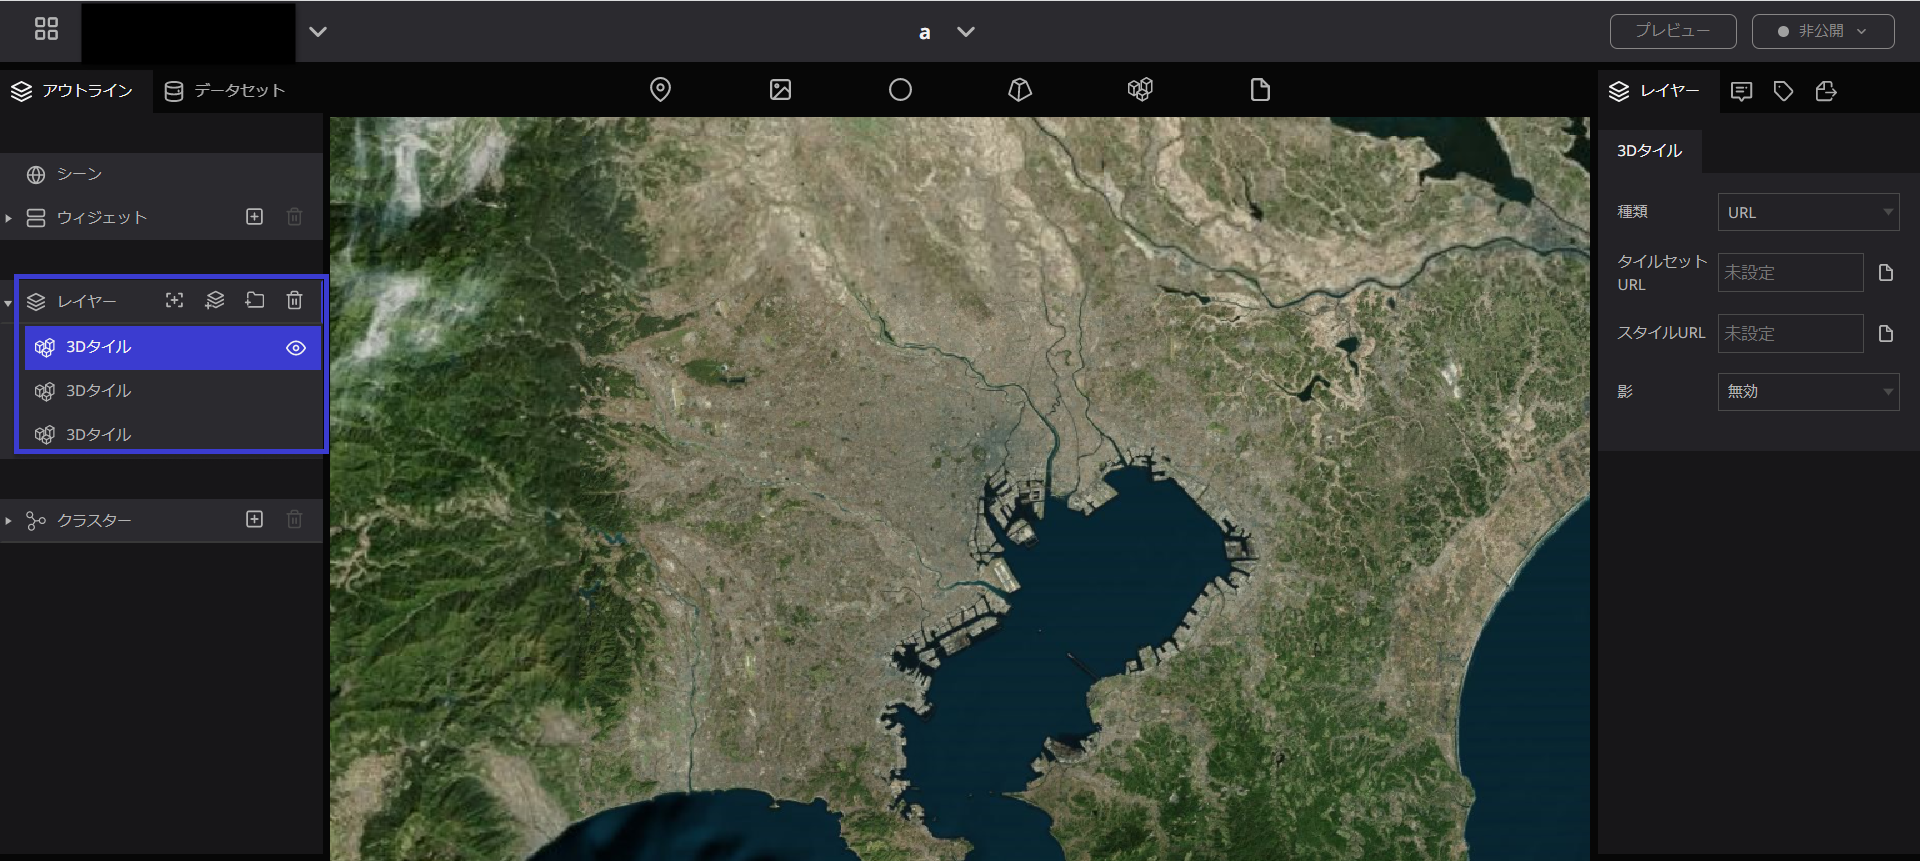 a
プレビュー
非公開
アウトライン
データセット
シーン
ウィジェット
レイヤー
3Dタイル
3Dタイル
3Dタイル
クラスター
レイヤー
3Dタイル
種類
URL
タイルセット
URL
未設定
スタイルURL
未設定
影
無効